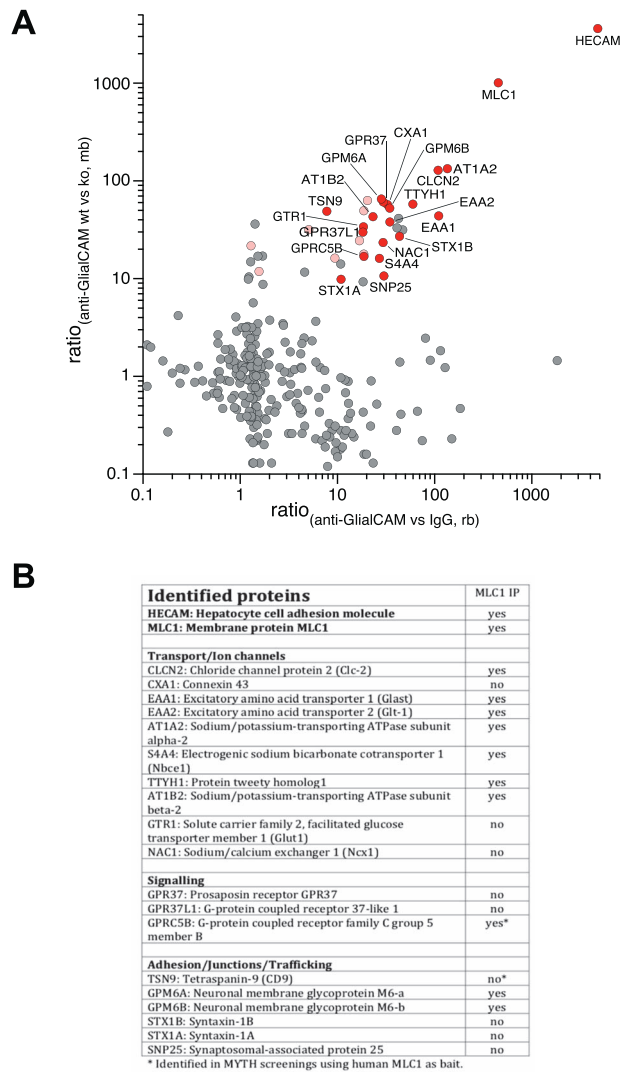 A
HECAM
1000
MLC1
CXA1
GPR37
GPM6B
GPM6A
AT1A2
100
AT1B2
CLCN2
TTYH1
TSN9
EAA2
GTR1
EAA1
GPR37L1
STX1B
GPRC5B
NAC1
S4A4
10
STX1A
SNP25
1
0.1
0.1 1 10 100 1000
ratio(anti-GlialCAM wt vs ko, mb)
ratio(anti-GlialCAM vs IgG, rb)
B
Identified proteins MLC1 IP
HECAM: Hepatocyte cell adhesion molecule yes
MLC1: Membrane protein MLC1 yes
Transport/Ion channels
CLCN2: Chloride channel protein 2 (Clc-2) yes
CXA1: Connexin 43 no
EAA1: Excitatory amino acid transporter 1 (Glast) yes
EAA2: Excitatory amino acid transporter 2 (Glt-1) yes
AT1A2: Sodium/potassium-transporting ATPase subunit yes
alpha-2
S4A4: Electrogenic sodium bicarbonate cotransporter 1 yes
(Nbce1)
TTYH1: Protein tweety homolog1 yes
AT1B2: Sodium/potassium-transporting ATPase subunit yes
beta-2
GTR1: Solute carrier family 2, facilitated glucose no
transporter member 1 (Glut1)
NAC1: Sodium/calcium exchanger 1 (Ncx1) no
Signalling
GPR37: Prosaposin receptor GPR37 no
GPR37L1: G-protein coupled receptor 37-like 1 no
GPRC5B: G-protein coupled receptor family C group 5 yes*
member B
Adhesion/Junctions/Trafficking
TSN9: Tetraspanin-9 (CD9) no*
GPM6A: Neuronal membrane glycoprotein M6-a yes
GPM6B: Neuronal membrane glycoprotein M6-b yes
STX1B: Syntaxin-1B no
STX1A: Syntaxin-1A no
SNP25: Synaptosomal-associated protein 25 no
* Identified in MYTH screenings using human MLC1 as bait.